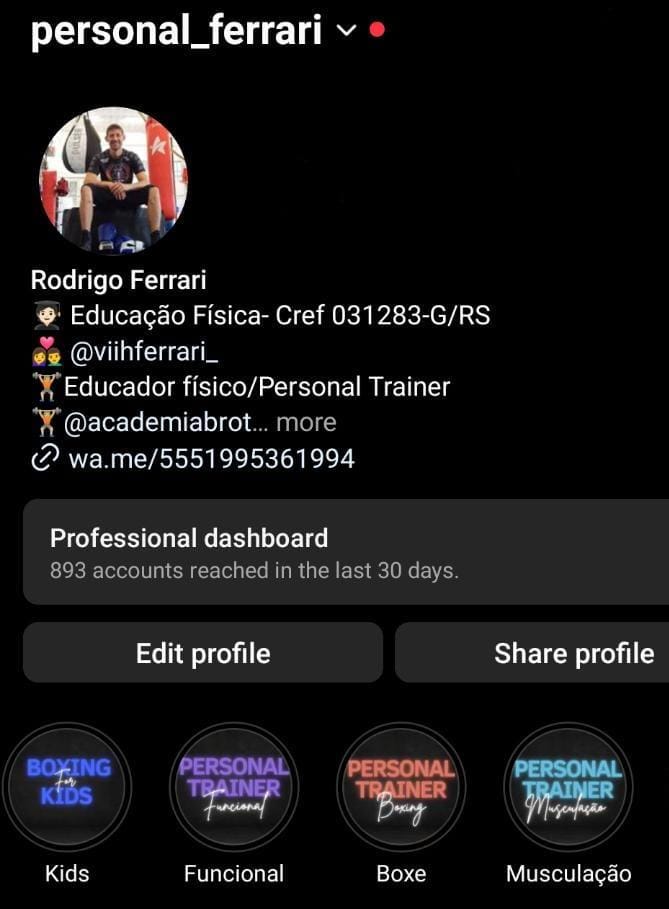 personal_ferrari
Rodrigo Ferrari
Educação Física- Cref 031283-G/RS
@viihferrari_
Educador físico/Personal Trainer
@academiabrot... more
wa.me/5551995361994
Professional dashboard
893 accounts reached in the last 30 days.
Edit profile
Share profile
BOXING
For
KIDS
PERSONAL
TRAINER
Funcional
PERSONAL
TRAINER
Boxing
PERSONAL
TRAINER
Musculação
Kids
Funcional
Boxe
Musculação